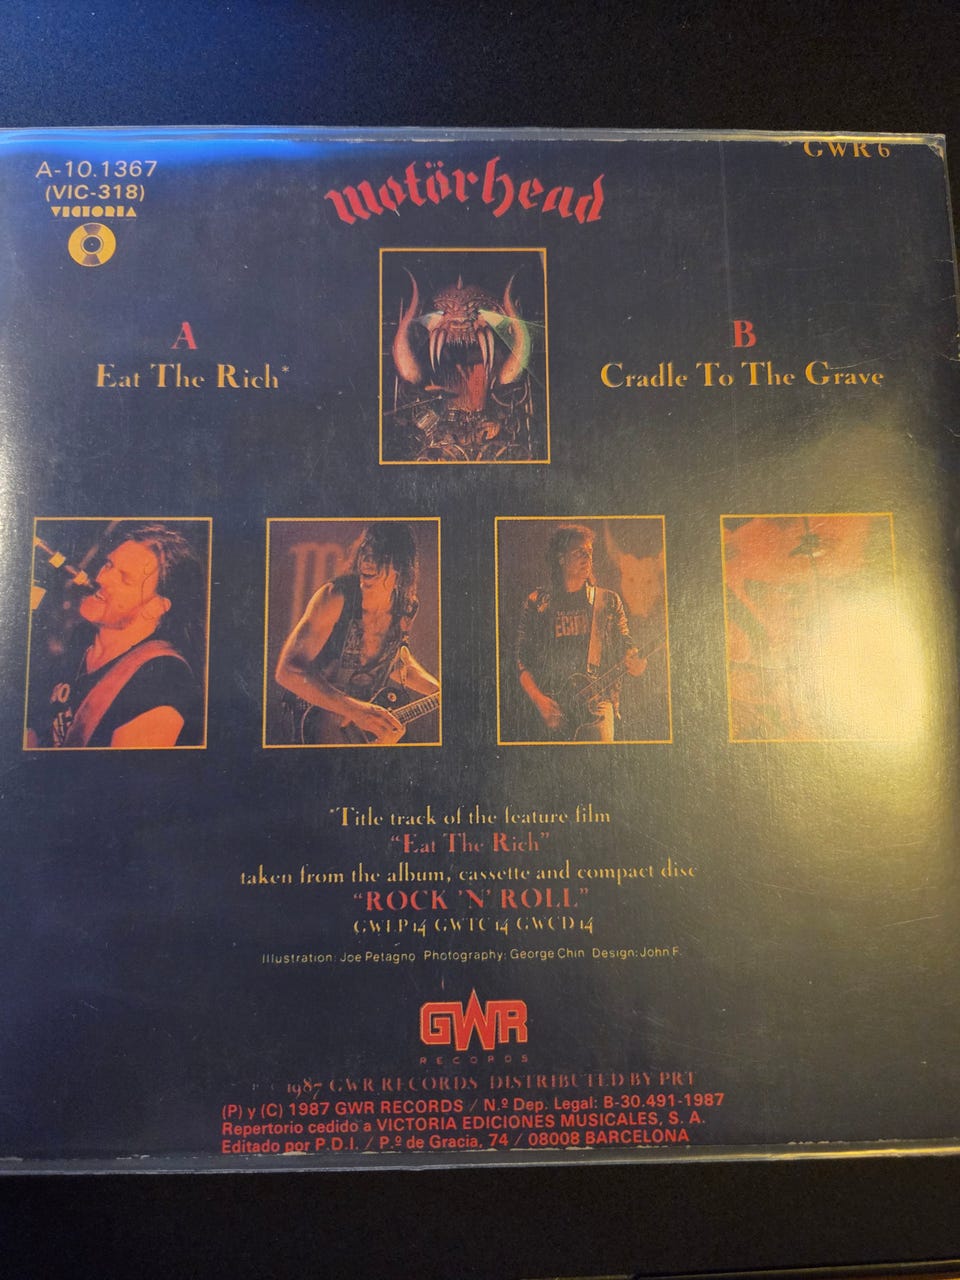 A-10.1367
(VIC-318)
VICTORIA
GWR 6
motörhead
A
Eat The Rich*
B
Cradle To The Grave
*Title track of the feature film
“Eat The Rich”
taken from the album, cassette and compact disc
“ROCK 'N' ROLL”
GWLP 14 GWTC 14 GWCD 14
Illustration: Joe Petagno Photography: George Chin Design: John F.
GWR
RECORDS
1987 GWR RECORDS DISTRIBUTED BY PRT
(P) y (C) 1987 GWR RECORDS / N.º Dep. Legal: B-30.491-1987
Repertorio cedido a VICTORIA EDICIONES MUSICALES, S. A.
Editado por P.D.I. / P.º de Gracia, 74 / 08008 BARCELONA